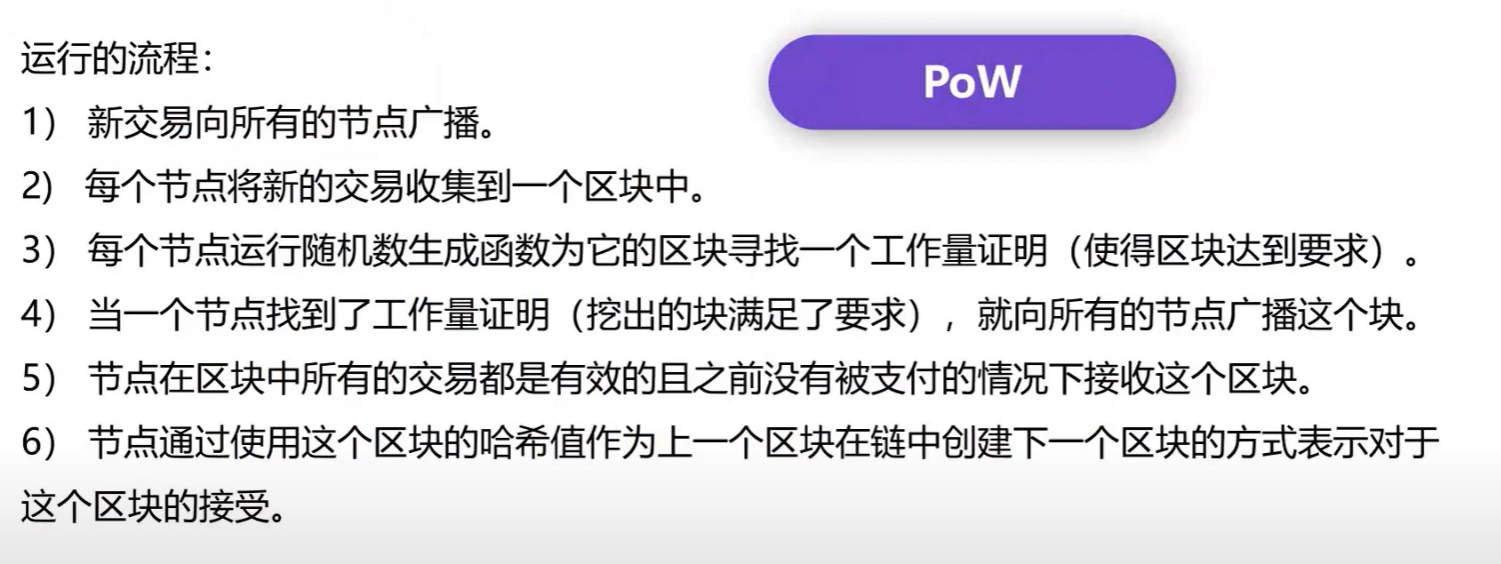 运行的流程：
PoW
1） 新交易向所有的节点广播。
2） 每个节点将新的交易收集到一个区块中。
3） 每个节点运行随机数生成函数为它的区块寻找一个工作量证明（使得区块达到要求）。
4） 当一个节点找到了工作量证明（挖出的块满足了要求），就向所有的节点广播这个块。
5） 节点在区块中所有的交易都是有效的且之前没有被支付的情况下接收这个区块。
6） 节点通过使用这个区块的哈希值作为上一个区块在链中创建下一个区块的方式表示对于
这个区块的接受。